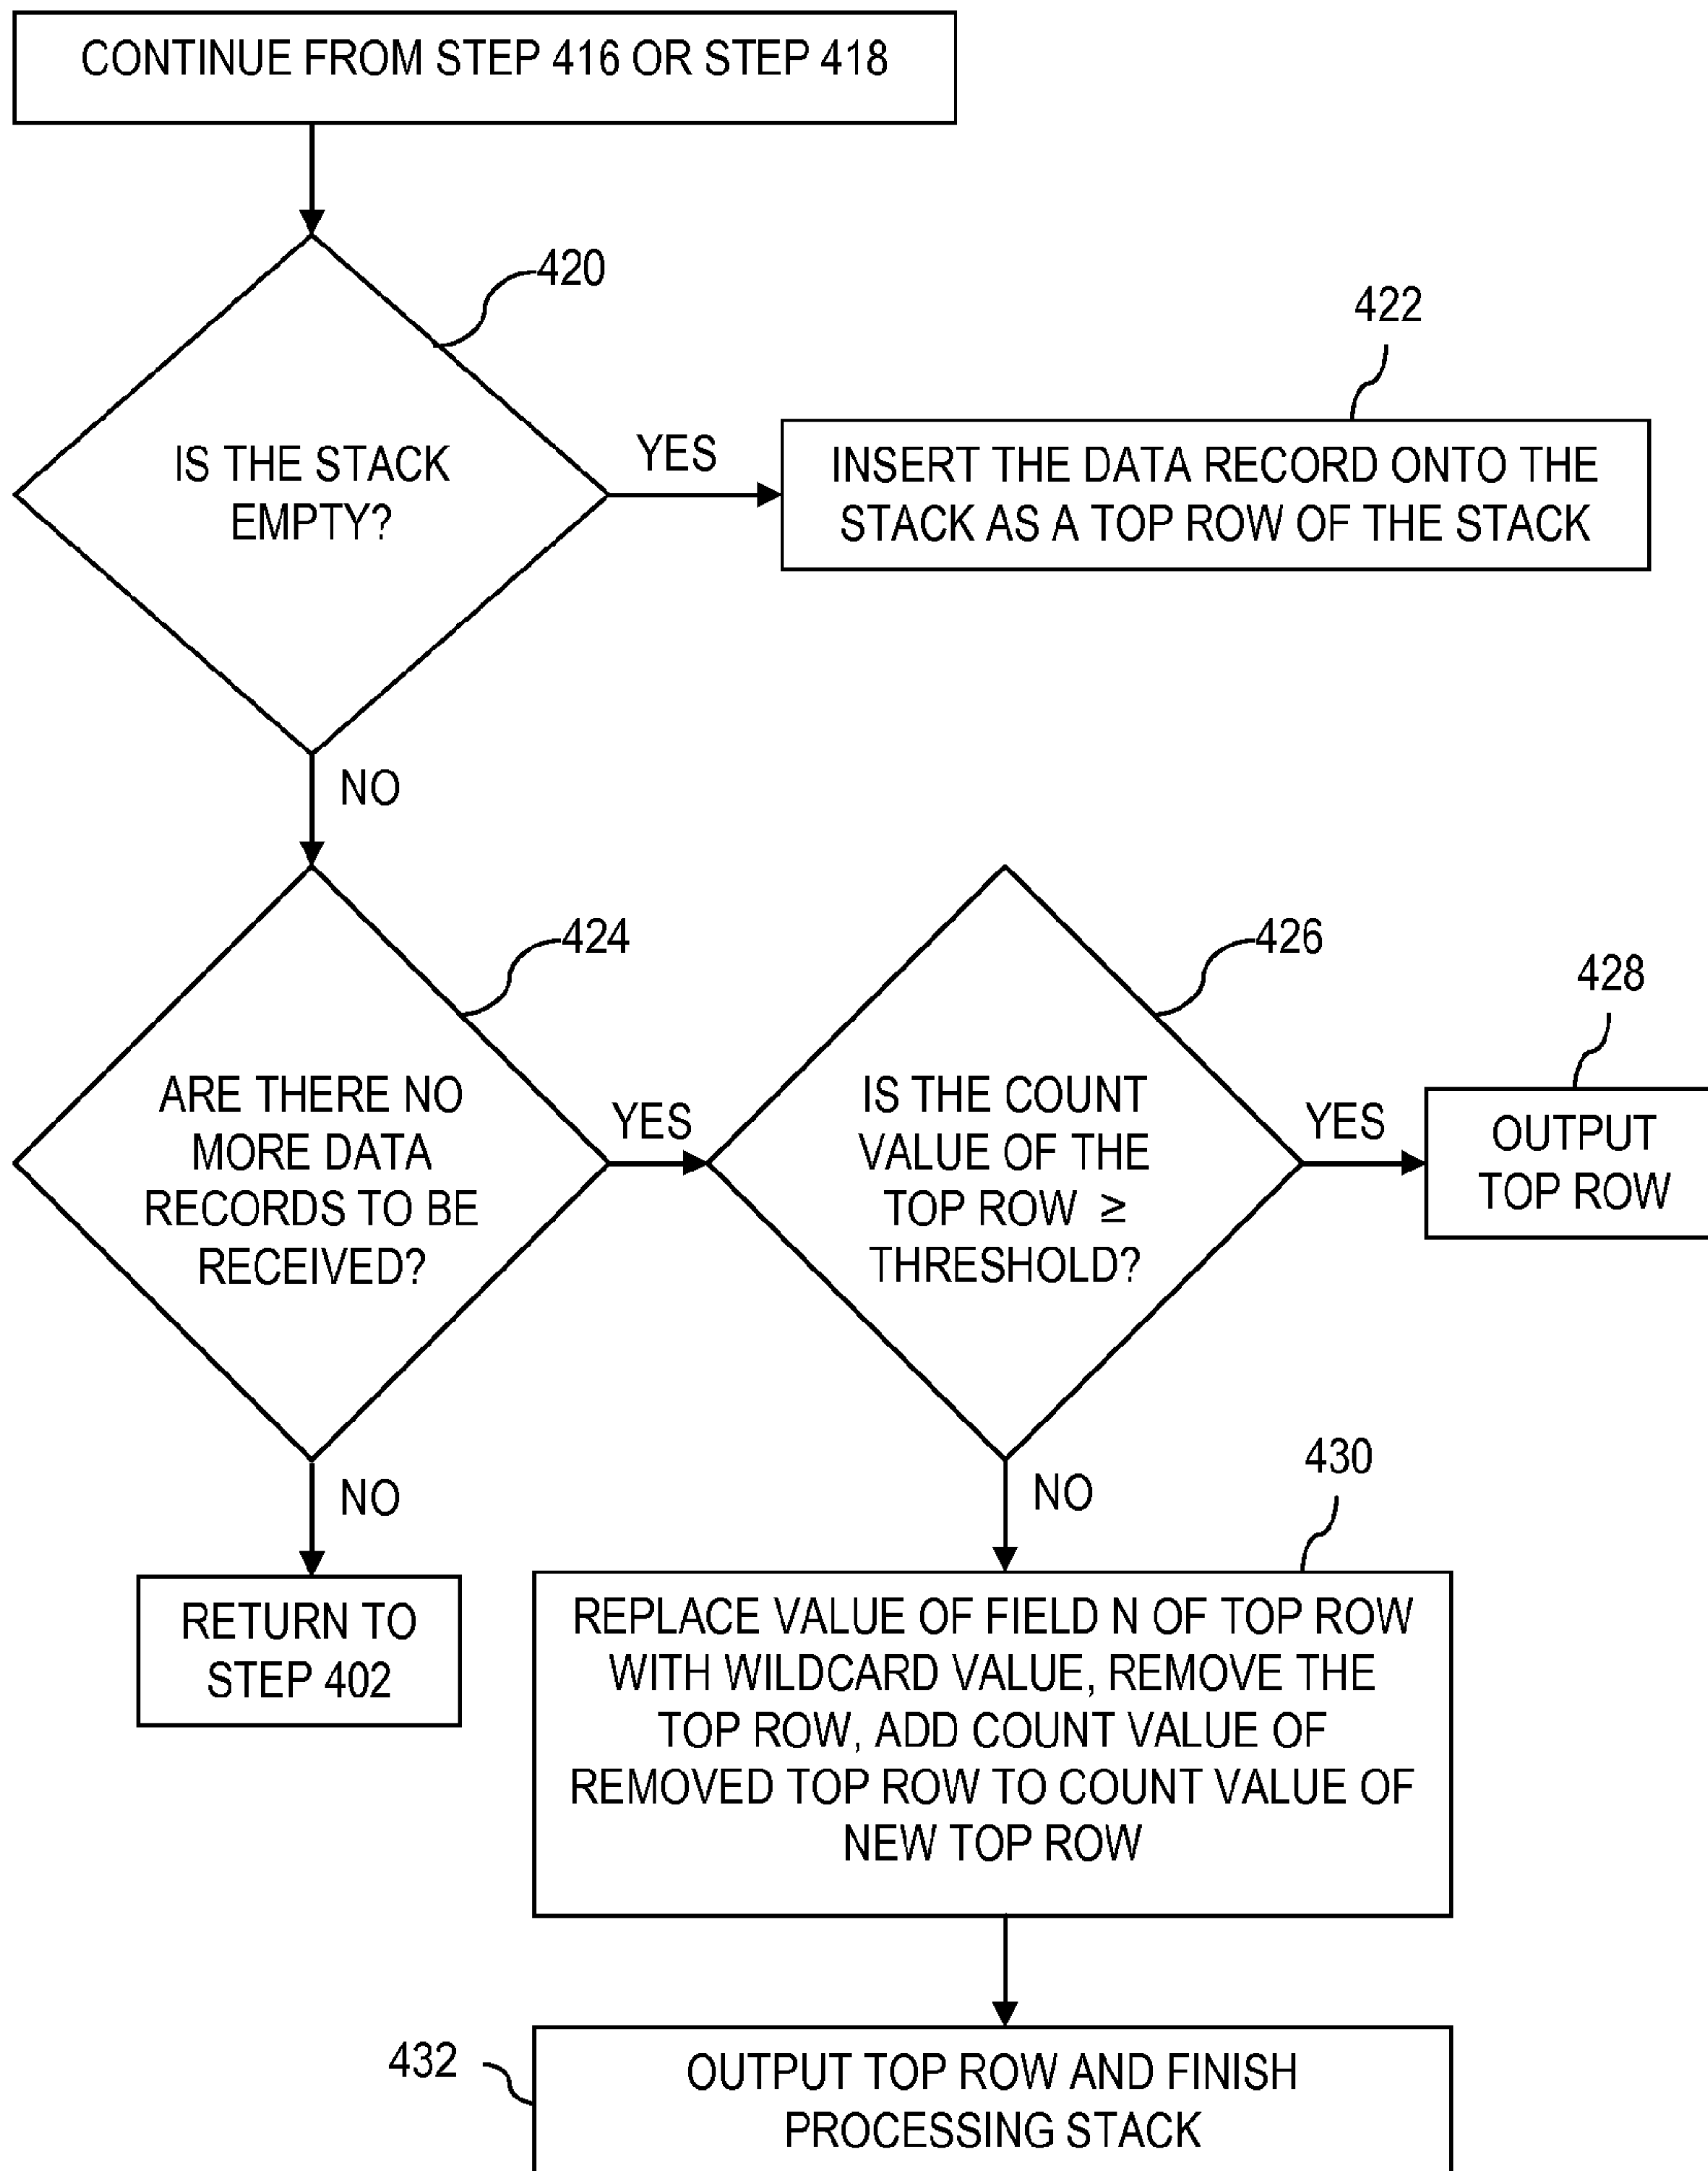 CONTINUE FROM STEP 416 OR STEP 418
420
422
IS THE STACK
EMPTY?
YES
INSERT THE DATA RECORD ONTO THE
STACK AS A TOP ROW OF THE STACK
NO
424
426
428
ARE THERE NO
MORE DATA
RECORDS TO BE
RECEIVED?
YES
IS THE COUNT
VALUE OF THE
TOP ROW ≥
THRESHOLD?
YES
OUTPUT
TOP ROW
NO
RETURN TO
STEP 402
NO
430
REPLACE VALUE OF FIELD N OF TOP ROW
WITH WILDCARD VALUE, REMOVE THE
TOP ROW, ADD COUNT VALUE OF
REMOVED TOP ROW TO COUNT VALUE OF
NEW TOP ROW
432
OUTPUT TOP ROW AND FINISH
PROCESSING STACK